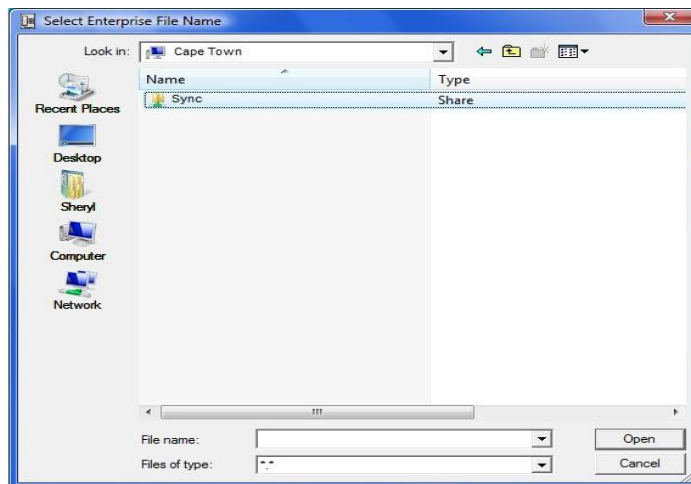 Select Enterprise File Name
Look in: Cape Town
Name Type
Sync Share
Recent Places
Desktop
Sheryl
Computer
Network
File name: Open
Files of type: *.* Cancel